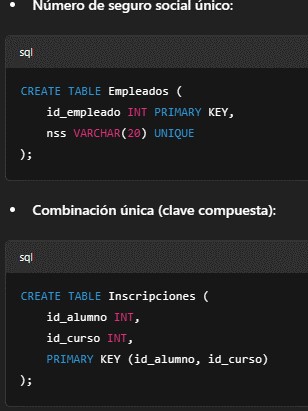 • Número de seguro social único:
sql
CREATE TABLE Empleados (
    id_empleado INT PRIMARY KEY,
    nss VARCHAR(20) UNIQUE
);
• Combinación única (clave compuesta):
sql
CREATE TABLE Inscripciones (
    id_alumno INT,
    id_curso INT,
    PRIMARY KEY (id_alumno, id_curso)
);